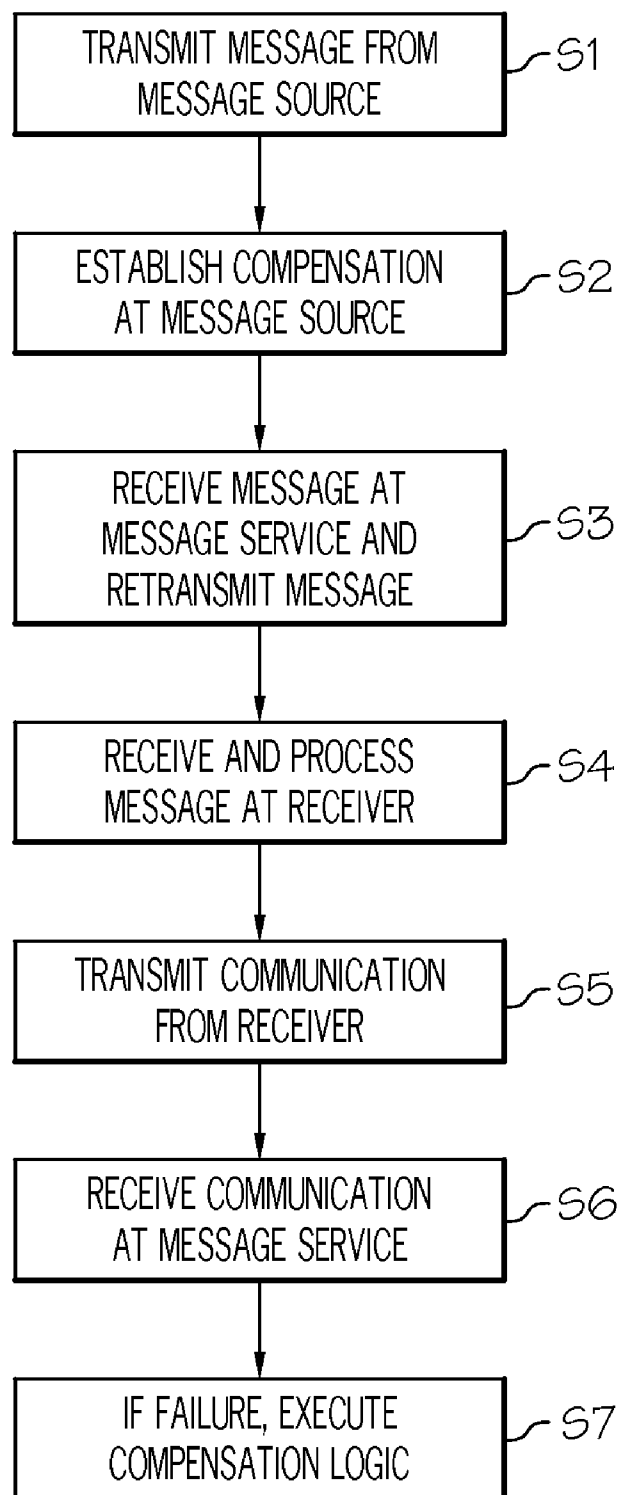 TRANSMIT MESSAGE FROM
MESSAGE SOURCE
S1
ESTABLISH COMPENSATION
AT MESSAGE SOURCE
S2
RECEIVE MESSAGE AT
MESSAGE SERVICE AND
RETRANSMIT MESSAGE
S3
RECEIVE AND PROCESS
MESSAGE AT RECEIVER
S4
TRANSMIT COMMUNICATION
FROM RECEIVER
S5
RECEIVE COMMUNICATION
AT MESSAGE SERVICE
S6
IF FAILURE, EXECUTE
COMPENSATION LOGIC
S7